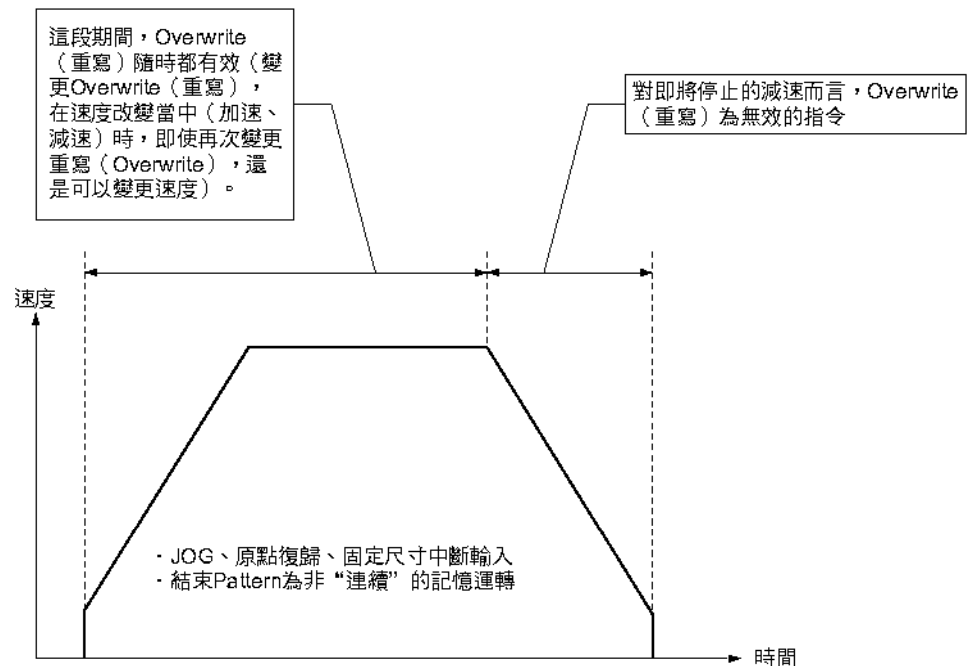 這段期間，Overwrite
（重寫）隨時都有效（變
更Overwrite（重寫），
在速度改變當中（加速、
減速）時，即使再次變更
重寫（Overwrite），還
是可以變更速度）。
對即將停止的減速而言，Overwrite
（重寫）為無效的指令
速度
·JOG、原點復歸、固定尺寸中斷輸入
·結束Pattern為非“連續”的記憶運轉
時間